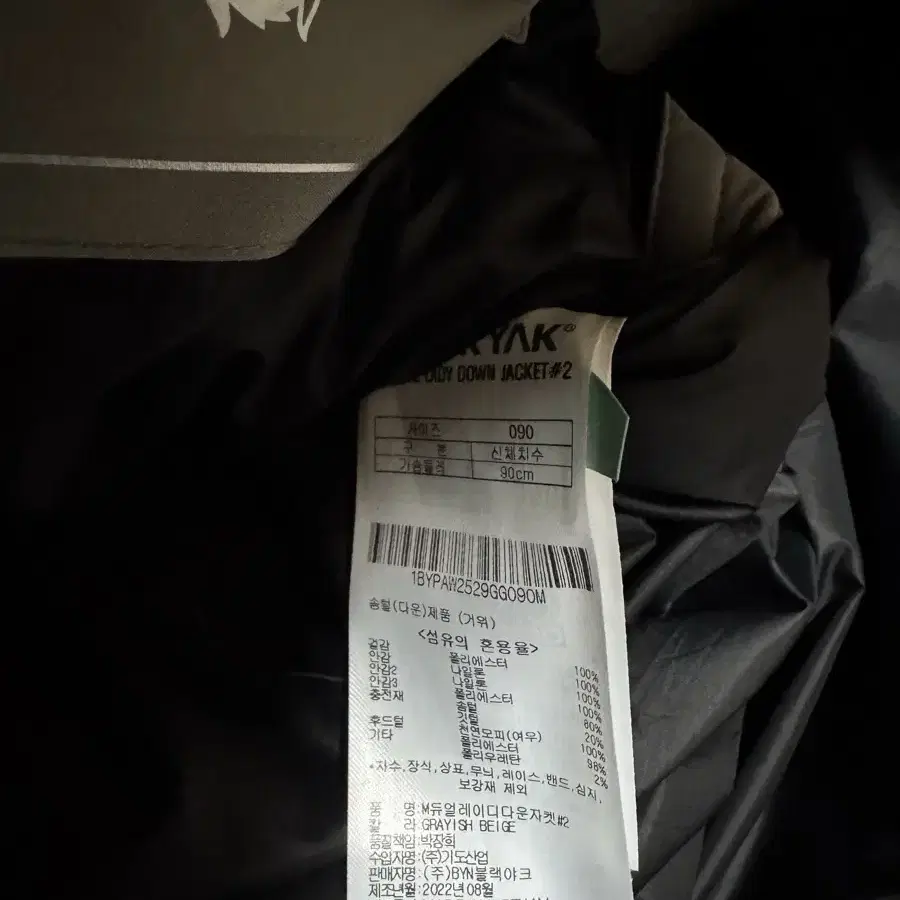 YAK®
DOWN JACKET#2
사이즈 090
구 분 신체치수
가슴둘레 90cm
1BYPAW2529GG090M
솜털(다운)제품 (거위)
<섬유의 혼용율>
겉감 폴리에스터 100%
안감 나일론 100%
안감2 나일론 100%
안감3 폴리에스터 100%
충전재 솜털 80%
깃털 20%
후드털 천연모피(여우) 100%
기타 폴리에스터 98%
폴리우레탄 2%
*자수,장식,상표,무늬,레이스,밴드,심지,
보강재 제외
품 명:M듀얼레이디다운자켓#2
칼 라:GRAYISH BEIGE
품질책임:박장희
수입자명:(주)기도산업
판매자명:(주)BYN블랙야크
제조년월:2022년08월